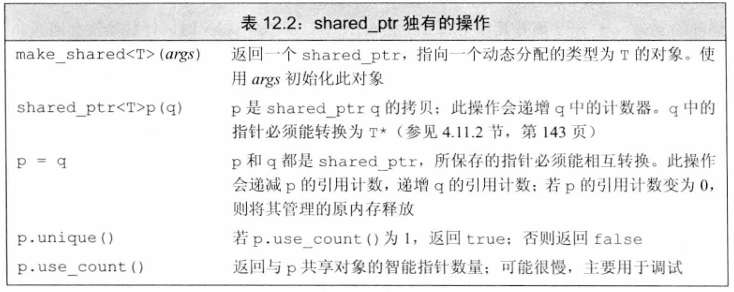 表 12.2：shared_ptr 独有的操作
make_shared<T>(args) 返回一个 shared_ptr，指向一个动态分配的类型为 T 的对象。使
用 args 初始化此对象
shared_ptr<T>p(q) p 是 shared_ptr q 的拷贝；此操作会递增 q 中的计数器。q 中的
指针必须能转换为 T*（参见 4.11.2 节，第 143 页）
p = q p 和 q 都是 shared_ptr，所保存的指针必须能相互转换。此操作
会递减 p 的引用计数，递增 q 的引用计数；若 p 的引用计数变为 0，
则将其管理的原内存释放
p.unique() 若 p.use_count()为 1，返回 true；否则返回 false
p.use_count() 返回与 p 共享对象的智能指针数量；可能很慢，主要用于调试